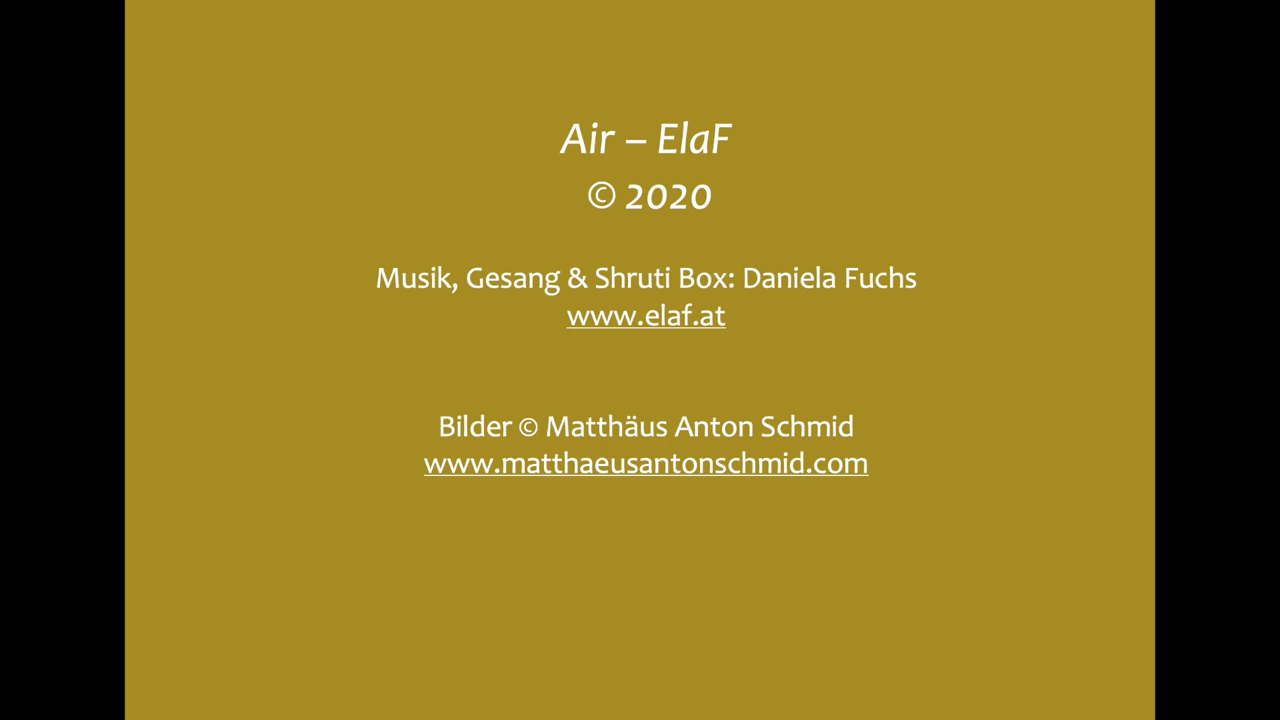 Air – ElaF
© 2020
Musik, Gesang & Shruti Box: Daniela Fuchs
www.elaf.at
Bilder © Matthäus Anton Schmid
www.matthaeusantonschmid.com